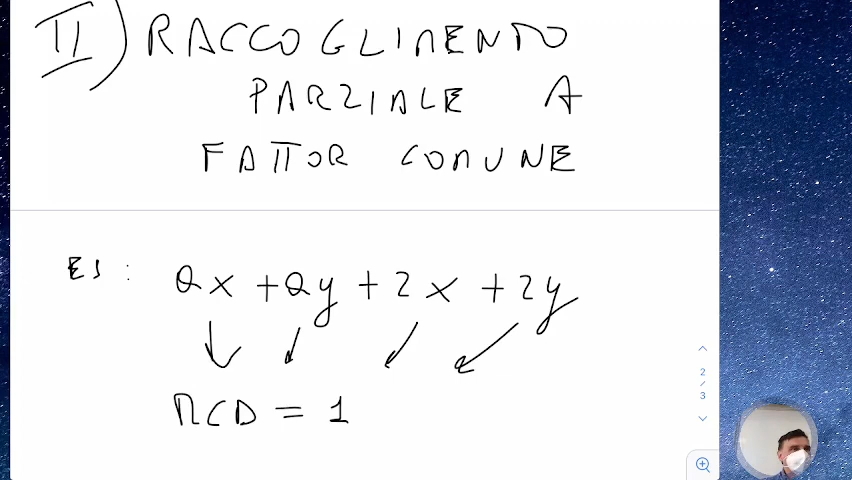 II) RACCOGLIMENTO
PARZIALE A
FATTOR COMUNE
ES: ax + ay + 2x + 2y
MCD = 1
2
/
3